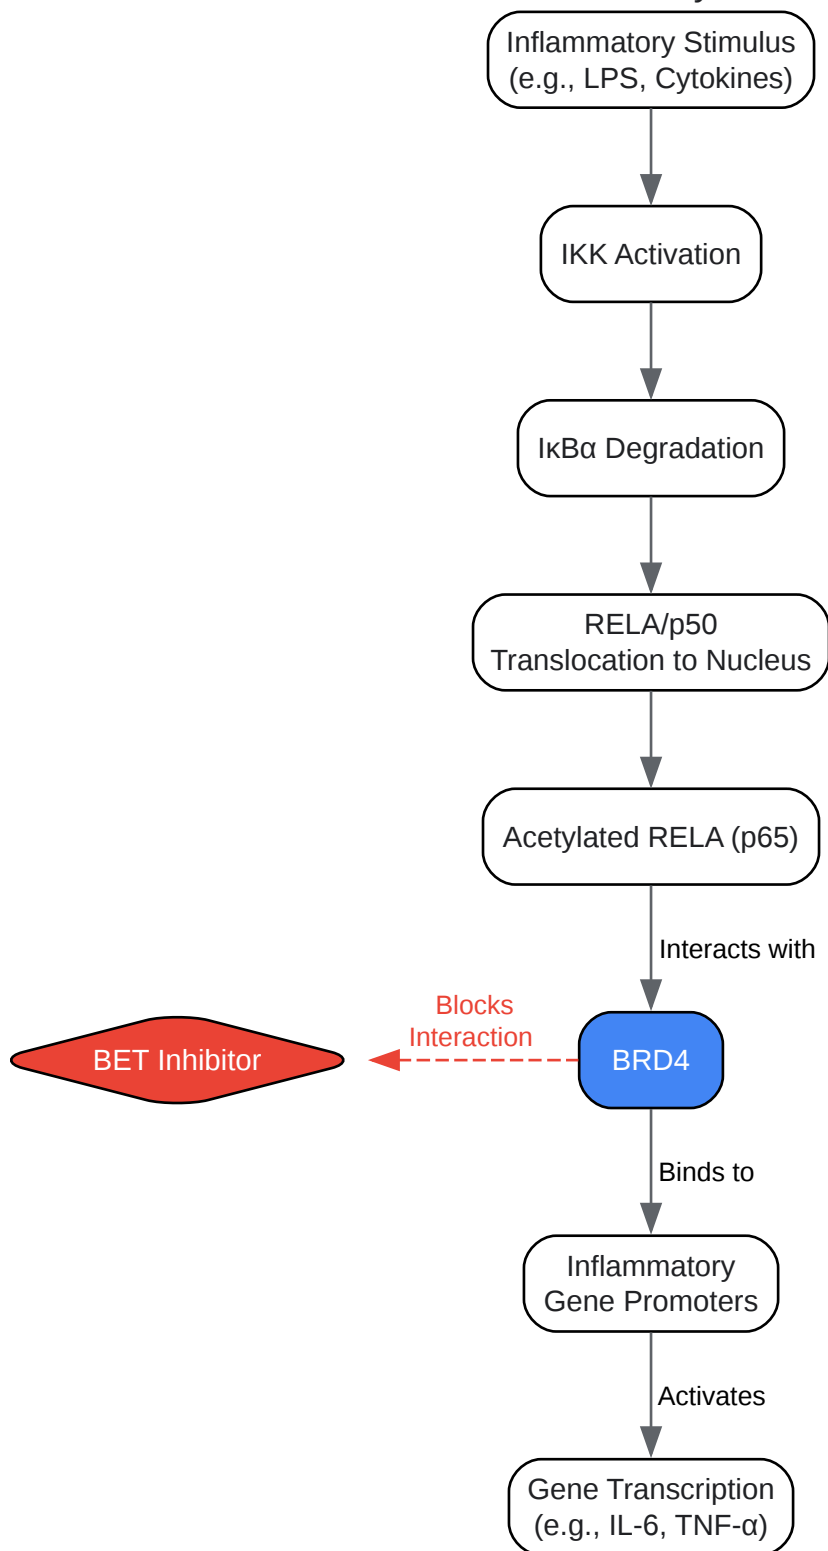 Inflammatory Stimulus
(e.g., LPS, Cytokines)
IKK Activation
IκBα Degradation
RELA/p50
Translocation to Nucleus
Acetylated RELA (p65)
Interacts with
Blocks
Interaction
BET Inhibitor
BRD4
Binds to
Inflammatory
Gene Promoters
Activates
Gene Transcription
(e.g., IL-6, TNF-α)